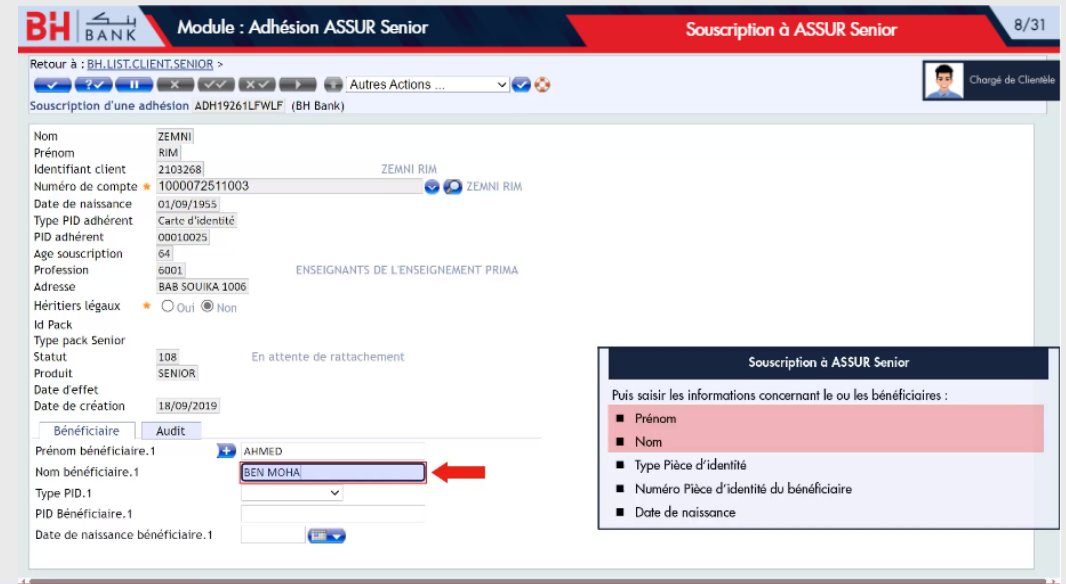 BH بنك BANK
Module : Adhésion ASSUR Senior
Souscription à ASSUR Senior
8/31
Retour à : BH.LIST.CLIENT.SENIOR >
Autres Actions ...
Chargé de Clientèle
Souscription d'une adhésion ADH19261LFWLF (BH Bank)
Nom ZEMNI
Prénom RIM
Identifiant client 2103268 ZEMNI RIM
Numéro de compte * 1000072511003 ZEMNI RIM
Date de naissance 01/09/1955
Type PID adhérent Carte d'identité
PID adhérent 00010025
Age souscription 64
Profession 6001 ENSEIGNANTS DE L'ENSEIGNEMENT PRIMA
Adresse BAB SOUIKA 1006
Héritiers légaux * Oui Non
Id Pack
Type pack Senior
Statut 108 En attente de rattachement
Produit SENIOR
Date d'effet
Date de création 18/09/2019
Bénéficiaire Audit
Prénom bénéficiaire.1 AHMED
Nom bénéficiaire.1 BEN MOHA
Type PID.1
PID Bénéficiaire.1
Date de naissance bénéficiaire.1
Souscription à ASSUR Senior
Puis saisir les informations concernant le ou les bénéficiaires :
■ Prénom
■ Nom
■ Type Pièce d'identité
■ Numéro Pièce d'identité du bénéficiaire
■ Date de naissance